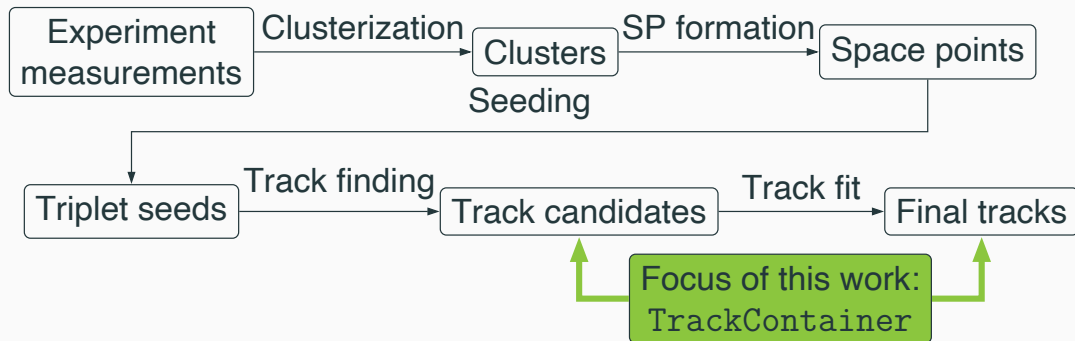 Experiment
measurements
Clusterization
Clusters
SP formation
Space points
Seeding
Triplet seeds
Track finding
Track candidates
Track fit
Final tracks
Focus of this work:
TrackContainer